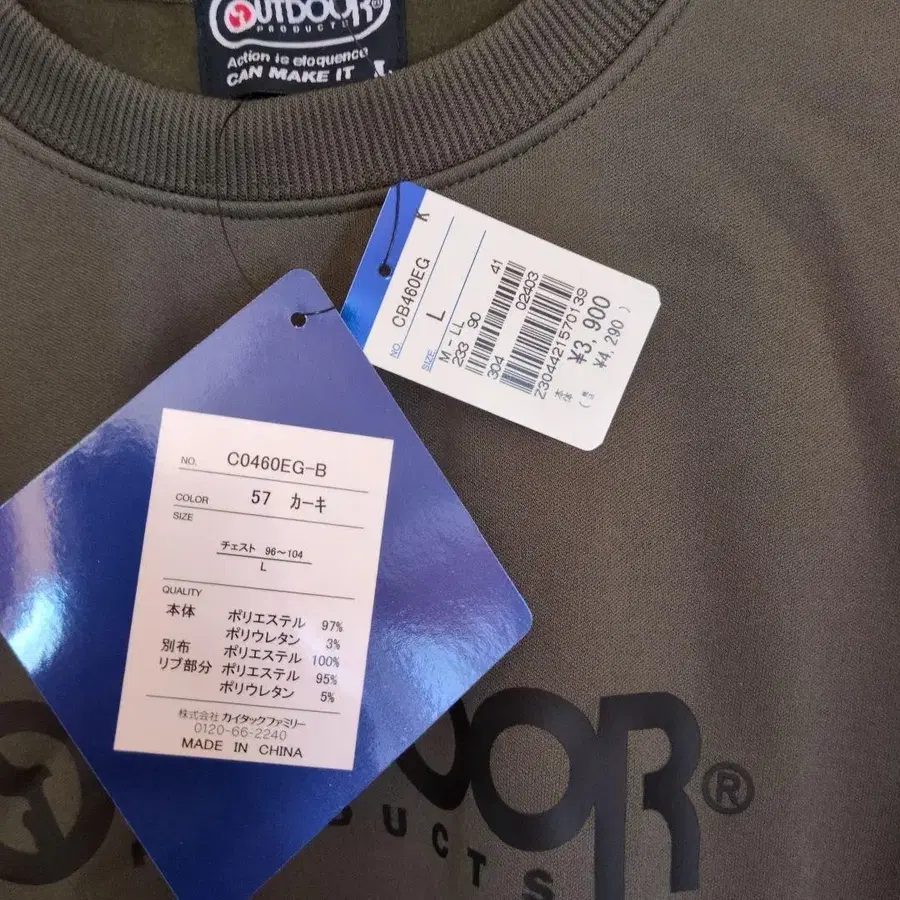 OUTDOOR®
PRODUCTS
Action is eloquence
CAN MAKE IT
K
NO. CB460EG
SIZE L
M - LL
233 90 41
304 02403
2304421570139
本体 ¥3,900
¥4,290 )
NO. C0460EG-B
COLOR 57 カーキ
SIZE
チェスト 96～104
L
QUALITY
本体 ポリエステル 97%
ポリウレタン 3%
別布 ポリエステル 100%
リブ部分 ポリエステル 95%
ポリウレタン 5%
株式会社 カイタックファミリー
0120-66-2240
MADE IN CHINA
OOR®
DUCTS